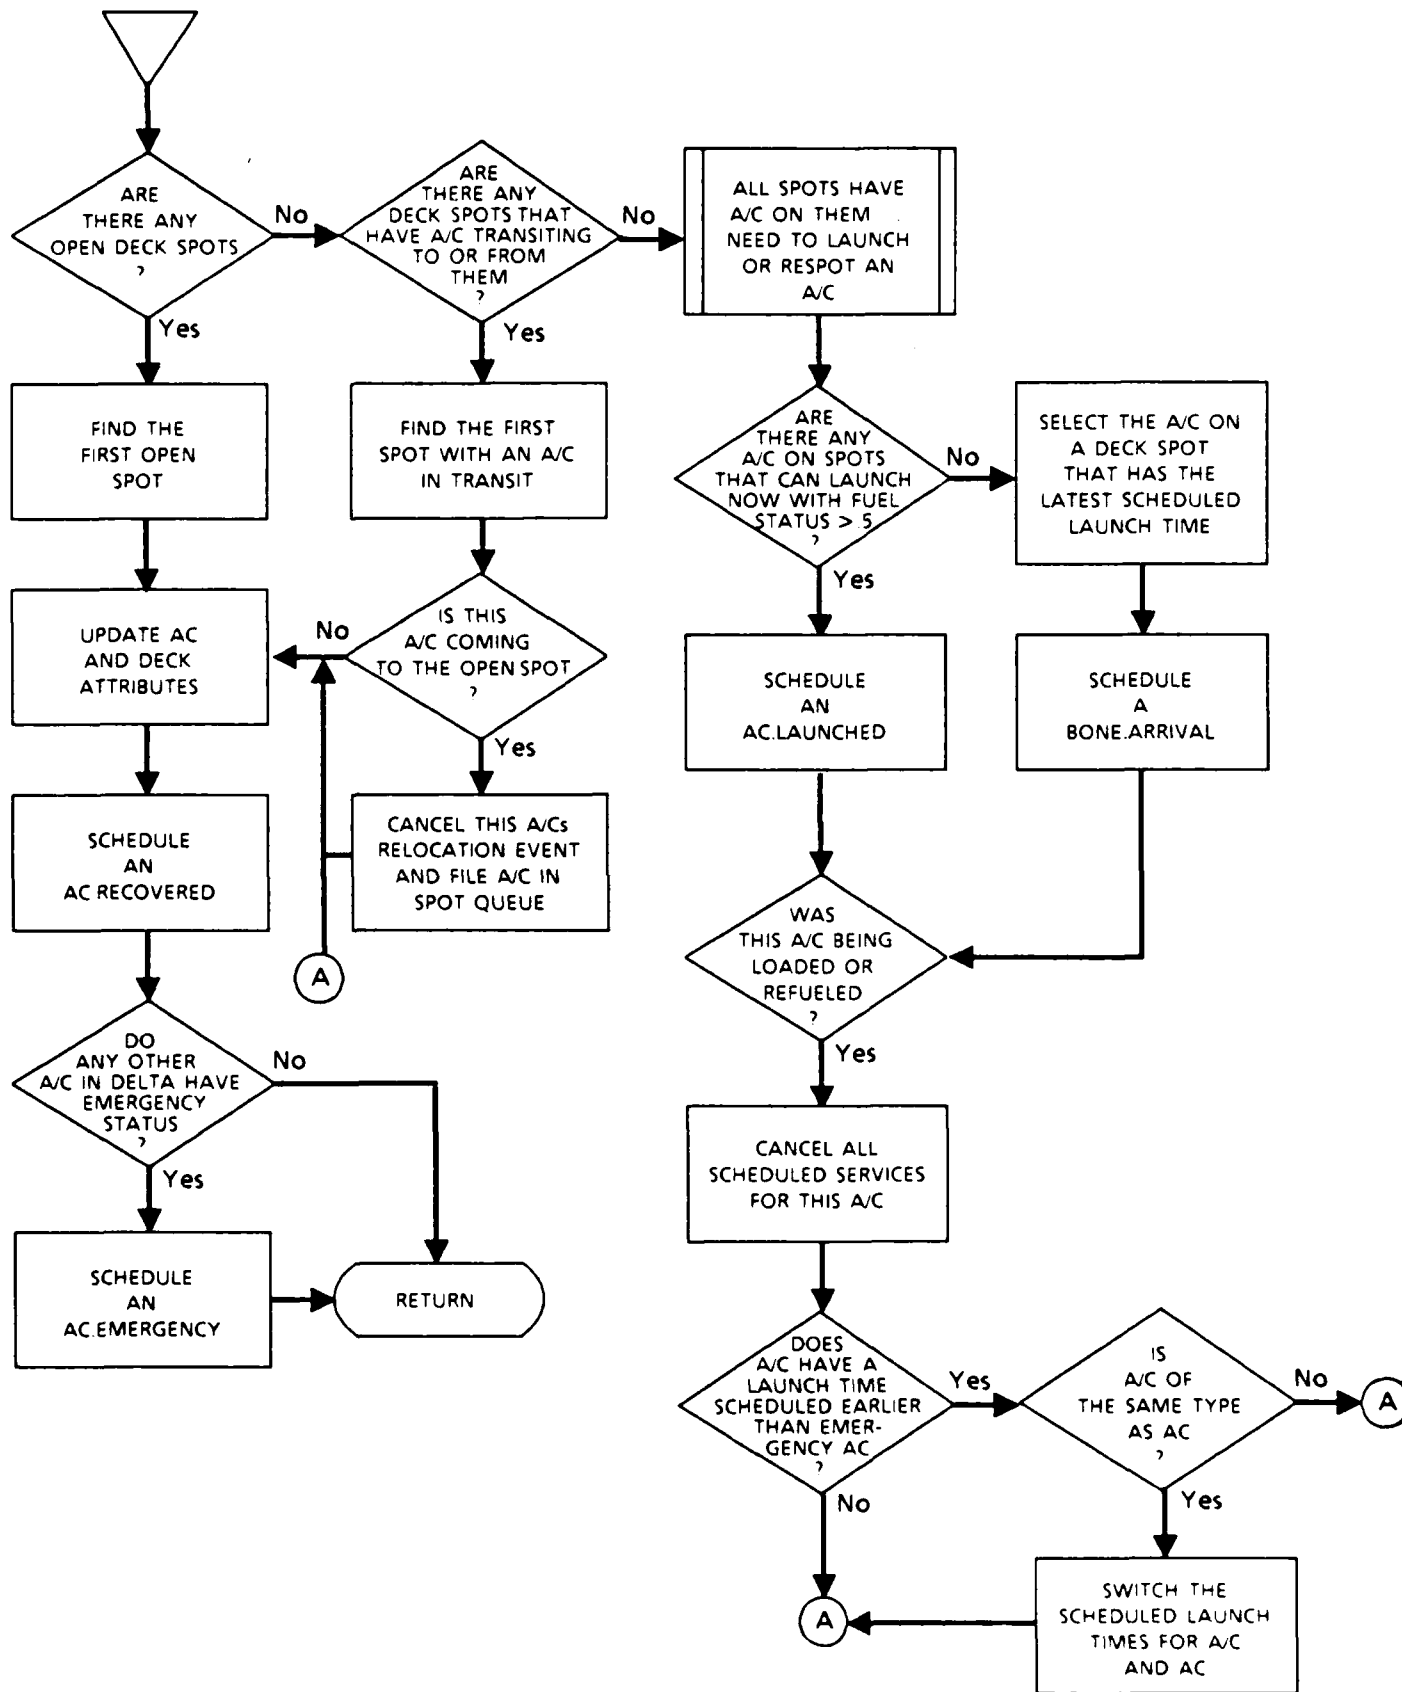 ARE
THERE ANY
OPEN DECK SPOTS
?
No
Yes
ARE
THERE ANY
DECK SPOTS THAT
HAVE A/C TRANSITING
TO OR FROM
THEM
?
No
Yes
ALL SPOTS HAVE
A/C ON THEM
NEED TO LAUNCH
OR RESPOT AN
A/C
FIND THE
FIRST OPEN
SPOT
FIND THE FIRST
SPOT WITH AN A/C
IN TRANSIT
ARE
THERE ANY
A/C ON SPOTS
THAT CAN LAUNCH
NOW WITH FUEL
STATUS > .5
?
No
Yes
SELECT THE A/C ON
A DECK SPOT
THAT HAS THE
LATEST SCHEDULED
LAUNCH TIME
UPDATE AC
AND DECK
ATTRIBUTES
IS THIS
A/C COMING
TO THE OPEN SPOT
?
No
Yes
SCHEDULE
AN
AC.LAUNCHED
SCHEDULE
A
BONE.ARRIVAL
SCHEDULE
AN
AC RECOVERED
CANCEL THIS A/Cs
RELOCATION EVENT
AND FILE A/C IN
SPOT QUEUE
A
WAS
THIS A/C BEING
LOADED OR
REFUELED
?
Yes
DO
ANY OTHER
A/C IN DELTA HAVE
EMERGENCY
STATUS
?
No
Yes
CANCEL ALL
SCHEDULED SERVICES
FOR THIS A/C
SCHEDULE
AN
AC.EMERGENCY
RETURN
DOES
A/C HAVE A
LAUNCH TIME
SCHEDULED EARLIER
THAN EMER-
GENCY AC
?
Yes
No
IS
A/C OF
THE SAME TYPE
AS AC
?
No
A
Yes
A
SWITCH THE
SCHEDULED LAUNCH
TIMES FOR A/C
AND AC